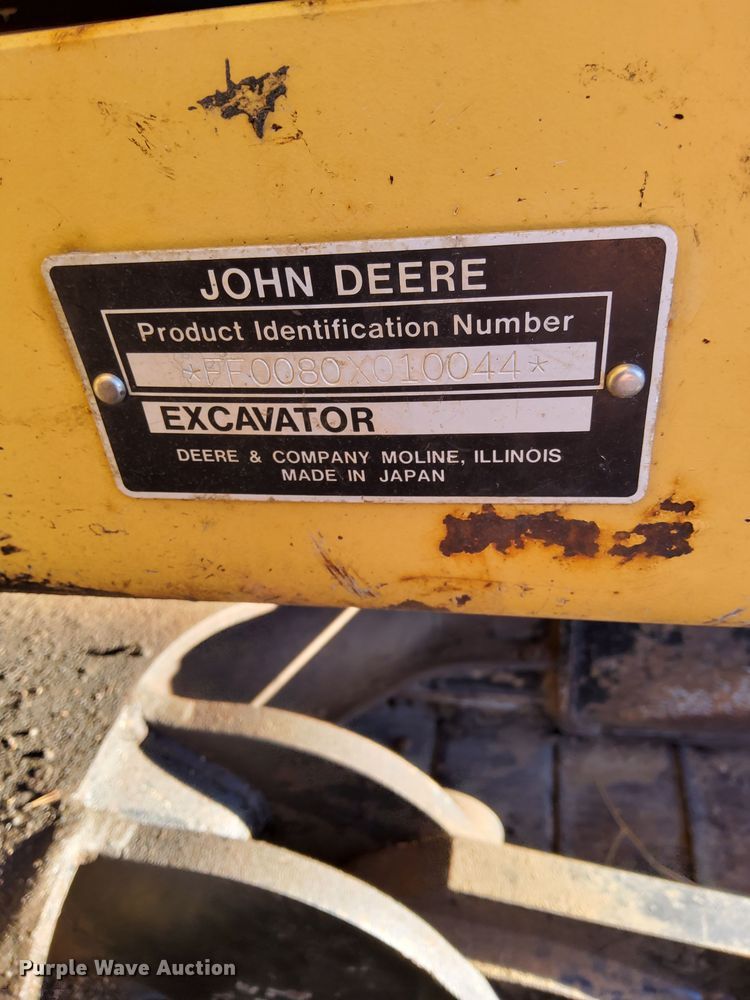 JOHN DEERE
Product Identification Number
*FF0080X010044*
EXCAVATOR
DEERE & COMPANY MOLINE, ILLINOIS
MADE IN JAPAN
Purple Wave Auction